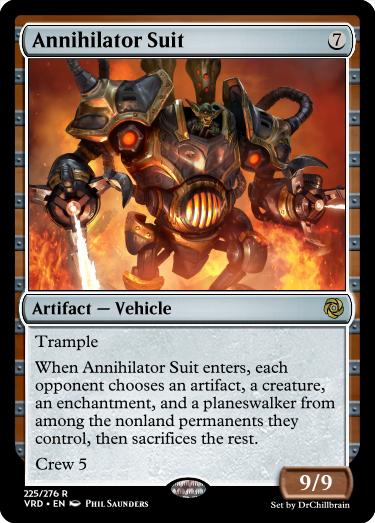 Annihilator Suit 7
Artifact — Vehicle
Trample
When Annihilator Suit enters, each
opponent chooses an artifact, a creature,
an enchantment, and a planeswalker from
among the nonland permanents they
control, then sacrifices the rest.
Crew 5
9/9
225/276 R
VRD • EN Phil Saunders
Set by DrChillbrain